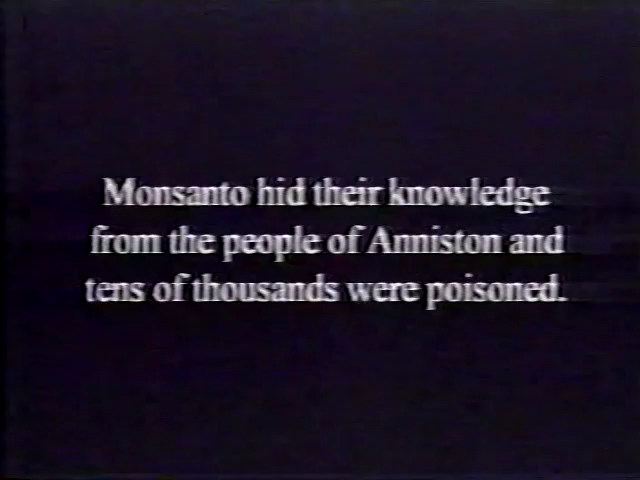 Monsanto hid their knowledge
from the people of Anniston and
tens of thousands were poisoned.